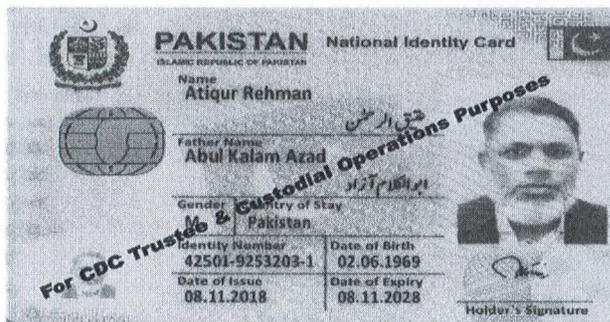 PAKISTAN National Identity Card
ISLAMIC REPUBLIC OF PAKISTAN
Name
Atiqur Rehman
عتیق الرحمٰن
Father Name
Abul Kalam Azad
ابوالکلام آزاد
Gender Country of Stay
M Pakistan
Identity Number Date of Birth
42501-9253203-1 02.06.1969
Date of Issue Date of Expiry
08.11.2018 08.11.2028
Holder's Signature
For CDC Trustee & Custodial Operations Purposes